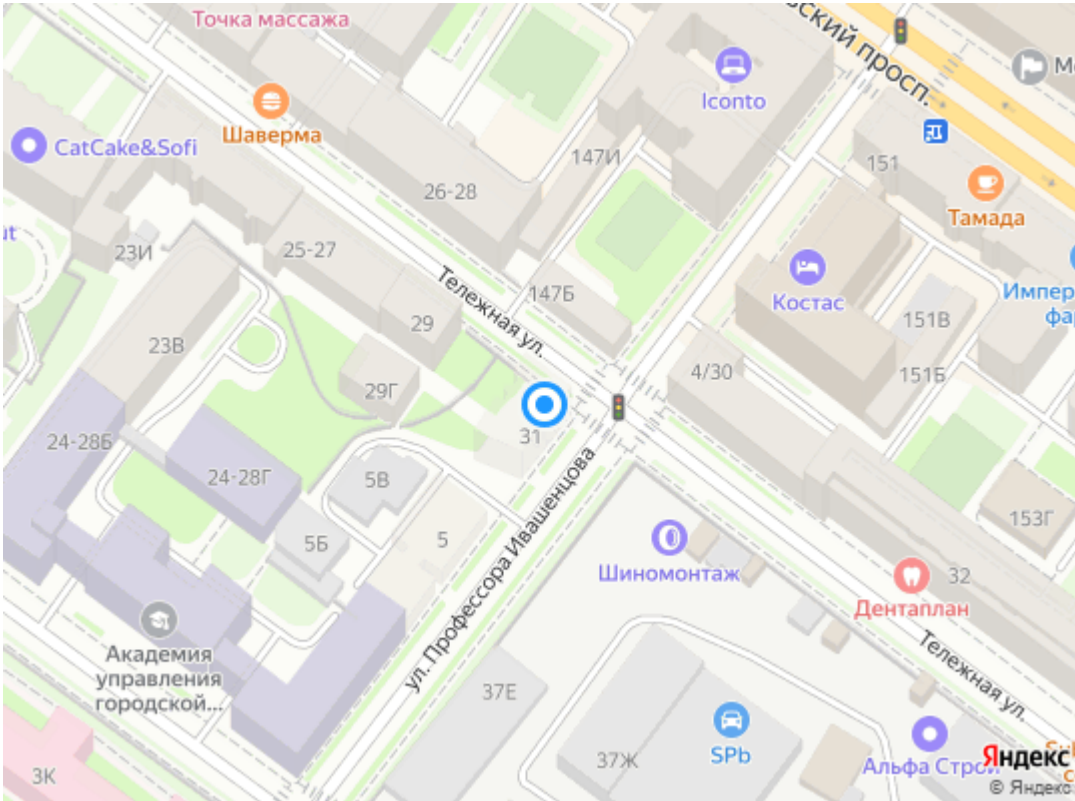 Точка массажа
вский просп.
Iconto
Шаверма
CatCake&Sofi
147И
151
26-28
Тамада
23И
25-27
Тележная ул.
147Б
Костас
Импер
фар
151В
29
23В
29Г
4/30
151Б
31
24-28Б
24-28Г
5В
5Б
5
ул. Профессора Ивашенцова
153Г
Шиномонтаж
32
Дентаплан
Академия
управления
городской...
Тележная ул.
37Е
SPb
37Ж
Альфа Строй
3К
Яндекс
© Яндекс